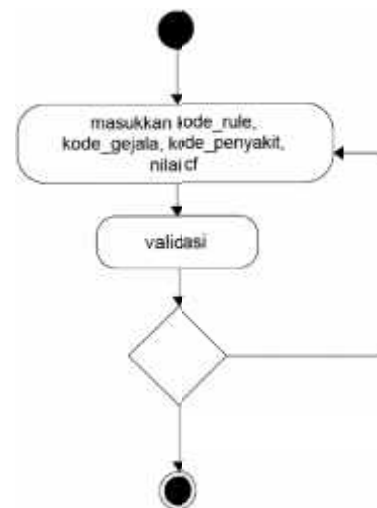 masukkan kode_rule,
kode_gejala, kode_penyakit,
nilai cf
validasi